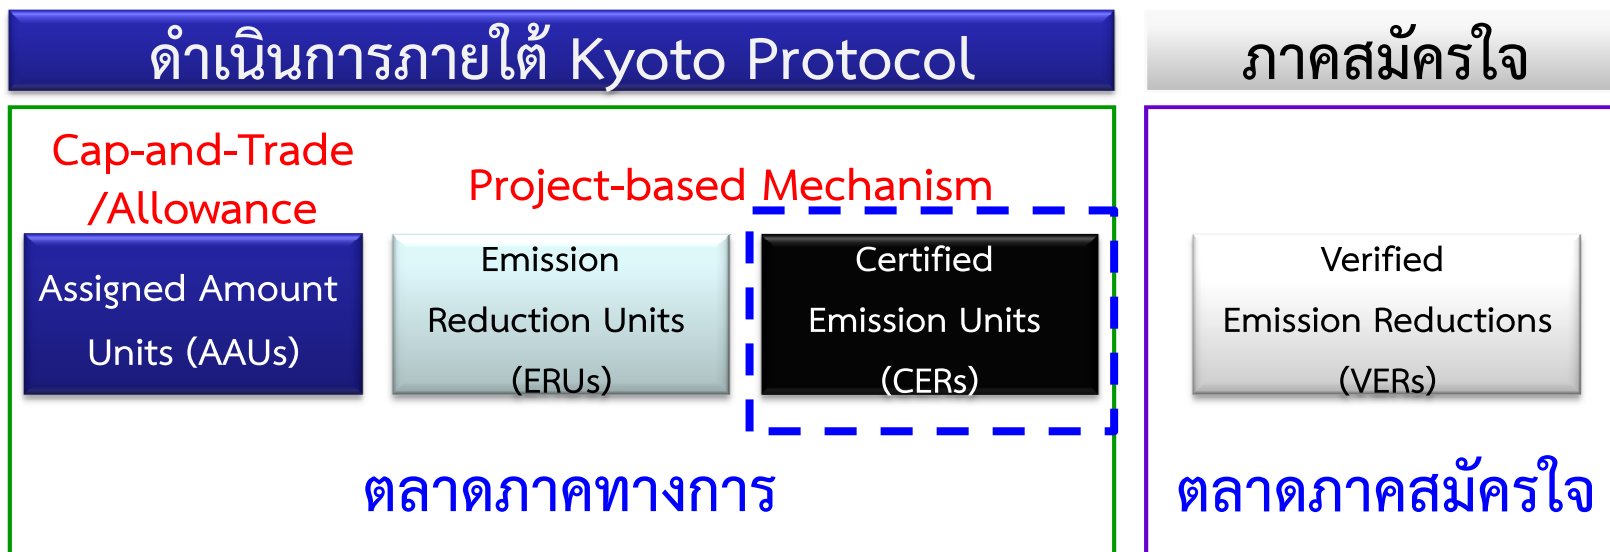 ดำเนินการภายใต้ Kyoto Protocol
ภาคสมัครใจ
Cap-and-Trade
/Allowance
Project-based Mechanism
Assigned Amount
Units (AAUs)
Emission
Reduction Units
(ERUs)
Certified
Emission Units
(CERs)
Verified
Emission Reductions
(VERs)
ตลาดภาคทางการ
ตลาดภาคสมัครใจ